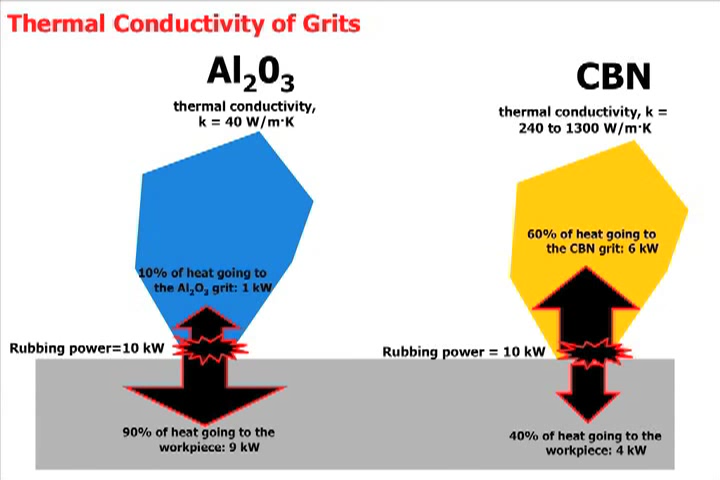 Thermal Conductivity of Grits
Al₂O₃
thermal conductivity,
k = 40 W/m·K
10% of heat going to
the Al₂O₃ grit: 1 kW
Rubbing power=10 kW
90% of heat going to the
workpiece: 9 kW
CBN
thermal conductivity, k =
240 to 1300 W/m·K
60% of heat going to
the CBN grit: 6 kW
Rubbing power = 10 kW
40% of heat going to the
workpiece: 4 kW